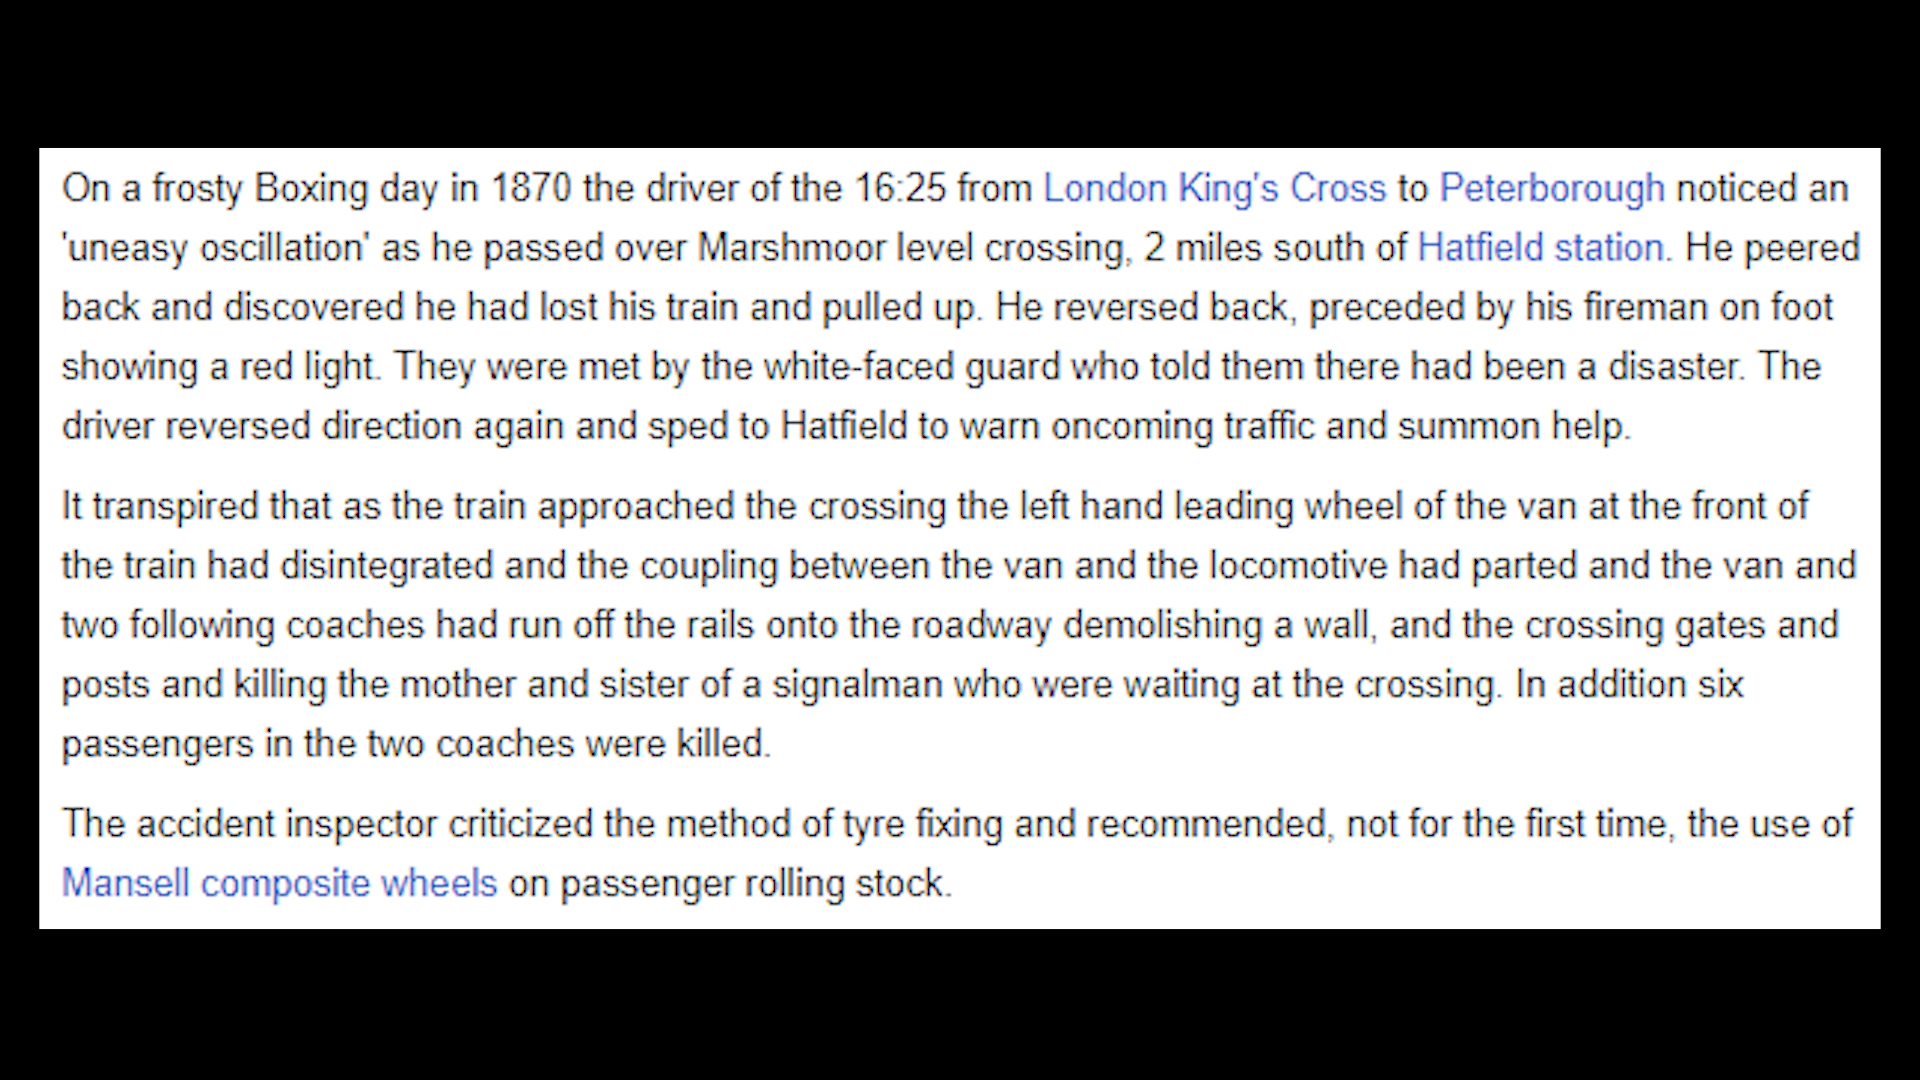 On a frosty Boxing day in 1870 the driver of the 16:25 from London King's Cross to Peterborough noticed an
'uneasy oscillation' as he passed over Marshmoor level crossing, 2 miles south of Hatfield station. He peered
back and discovered he had lost his train and pulled up. He reversed back, preceded by his fireman on foot
showing a red light. They were met by the white-faced guard who told them there had been a disaster. The
driver reversed direction again and sped to Hatfield to warn oncoming traffic and summon help.
It transpired that as the train approached the crossing the left hand leading wheel of the van at the front of
the train had disintegrated and the coupling between the van and the locomotive had parted and the van and
two following coaches had run off the rails onto the roadway demolishing a wall, and the crossing gates and
posts and killing the mother and sister of a signalman who were waiting at the crossing. In addition six
passengers in the two coaches were killed.
The accident inspector criticized the method of tyre fixing and recommended, not for the first time, the use of
Mansell composite wheels on passenger rolling stock.